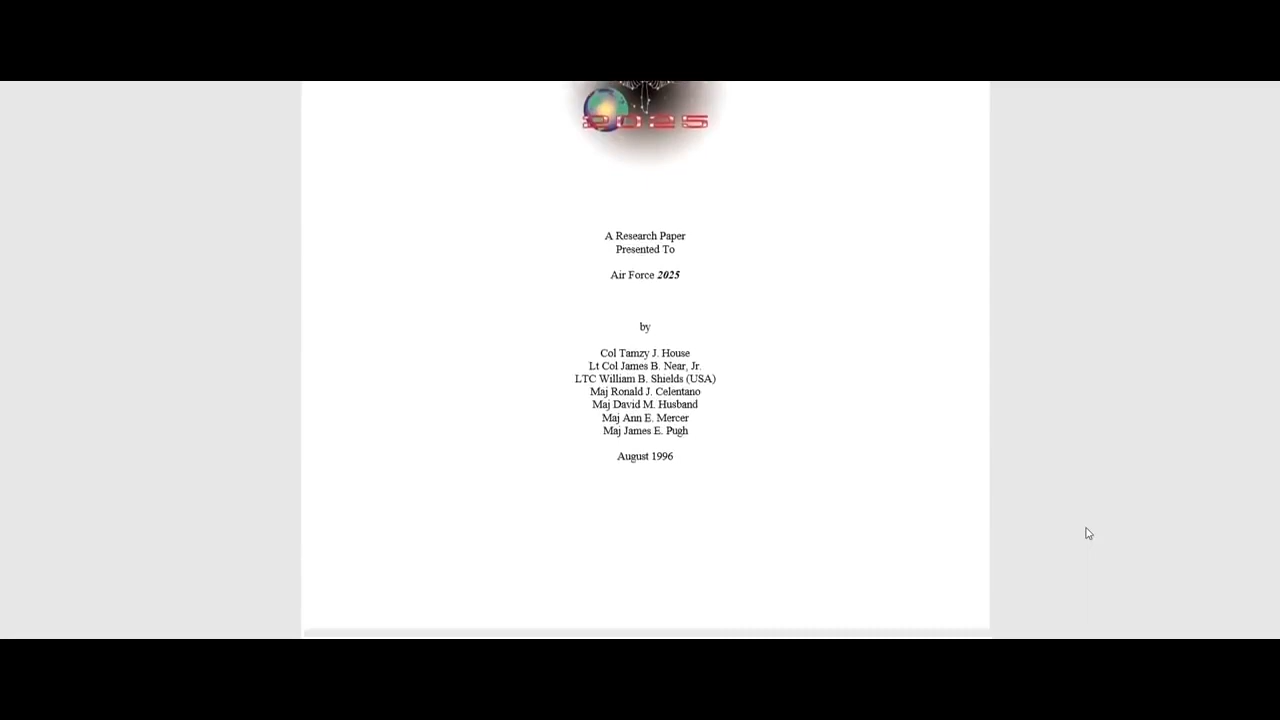 2025
A Research Paper
Presented To
Air Force 2025
by
Col Tamzy J. House
Lt Col James B. Near, Jr.
LTC William B. Shields (USA)
Maj Ronald J. Celentano
Maj David M. Husband
Maj Ann E. Mercer
Maj James E. Pugh
August 1996